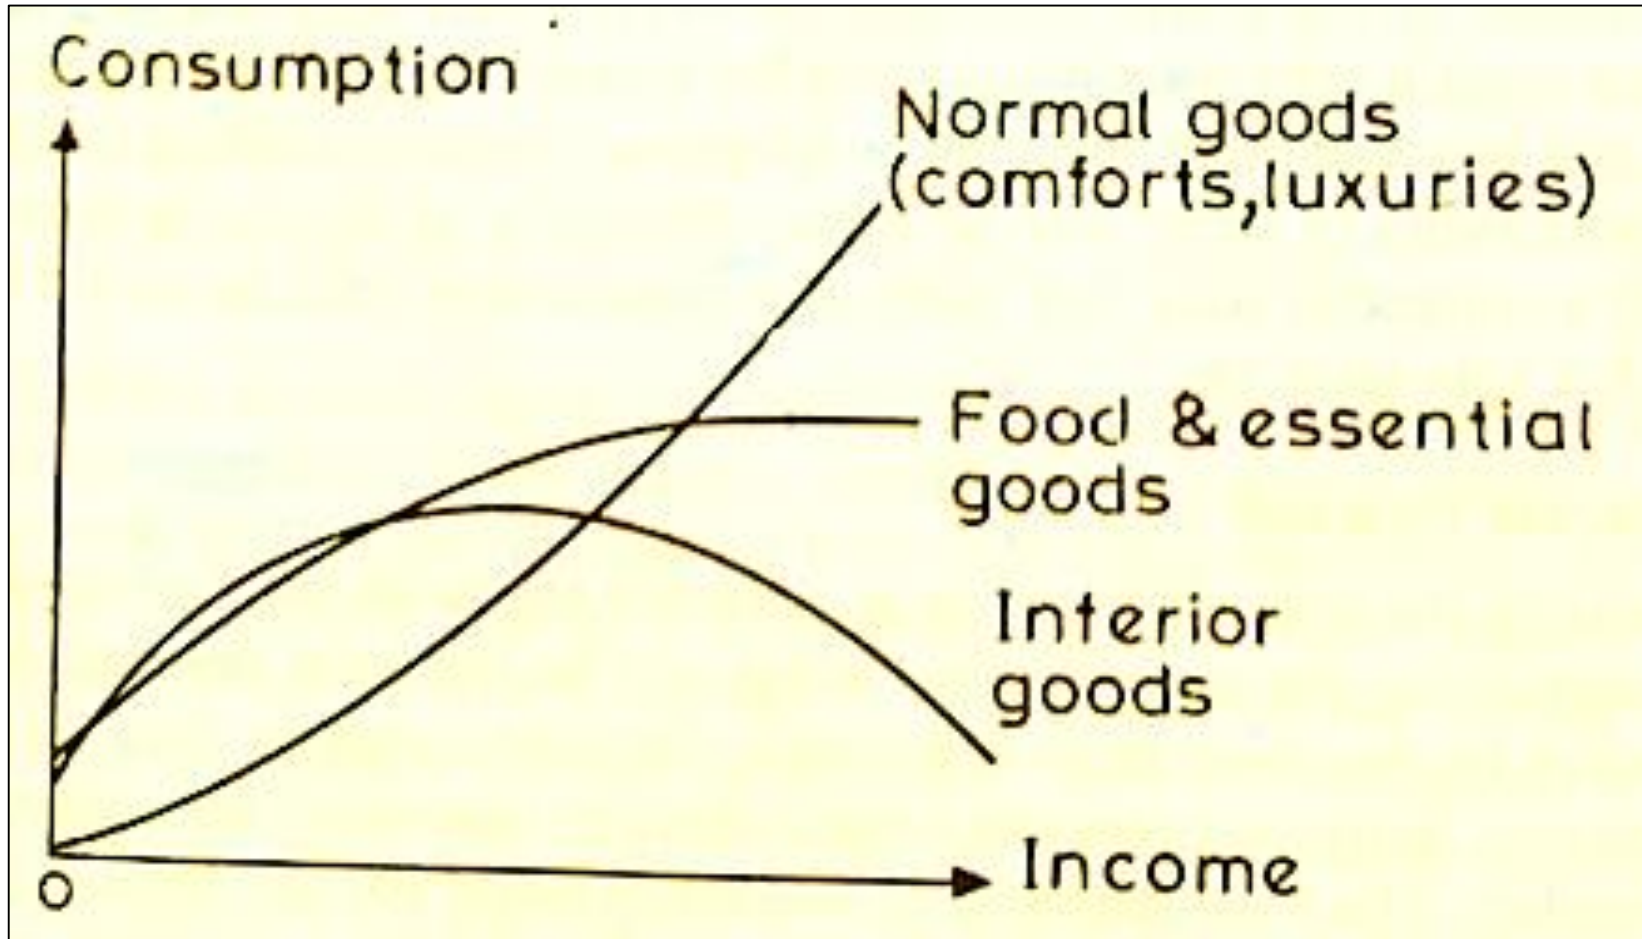 Consumption
Normal goods
(comforts,luxuries)
Food & essential
goods
Interior
goods
Income
O